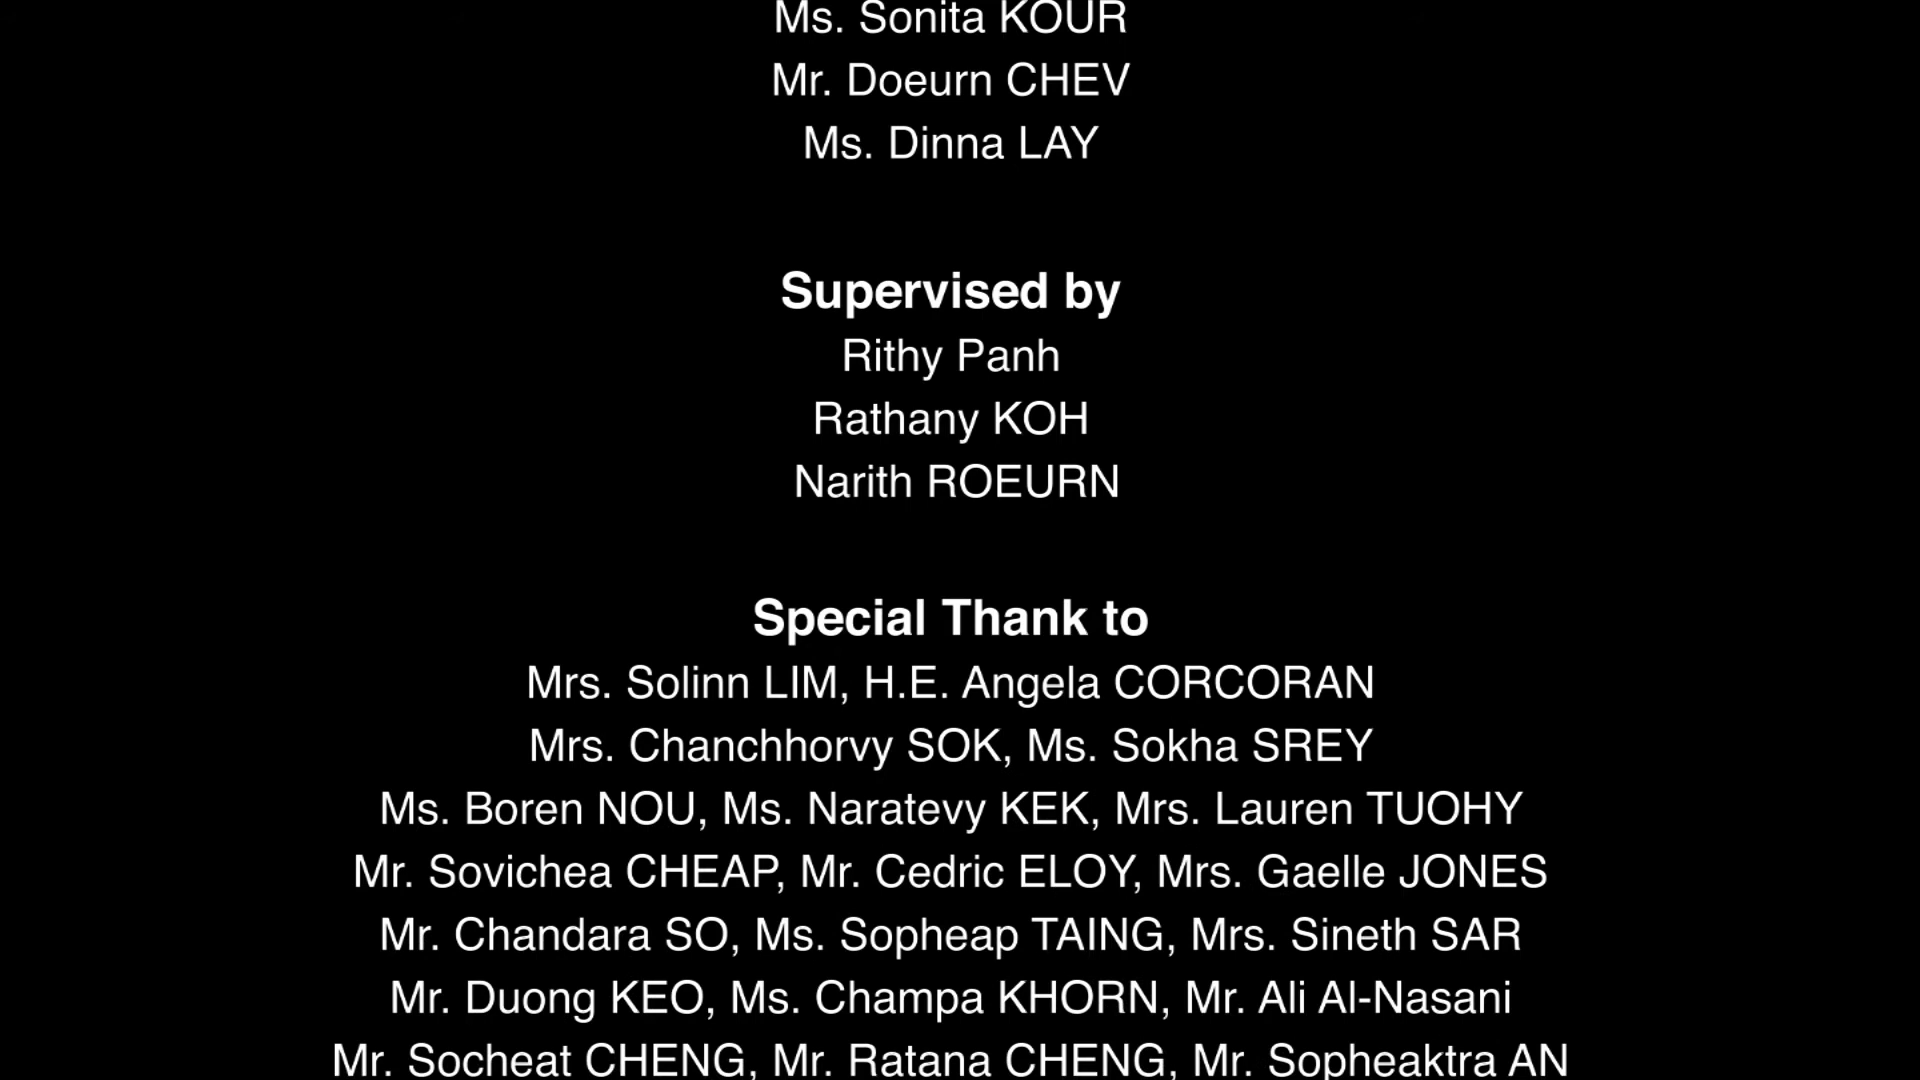 Ms. Sonita KOUR
Mr. Doeurn CHEV
Ms. Dinna LAY
Supervised by
Rithy Panh
Rathany KOH
Narith ROEURN
Special Thank to
Mrs. Solinn LIM, H.E. Angela CORCORAN
Mrs. Chanchhorvy SOK, Ms. Sokha SREY
Ms. Boren NOU, Ms. Naratevy KEK, Mrs. Lauren TUOHY
Mr. Sovichea CHEAP, Mr. Cedric ELOY, Mrs. Gaelle JONES
Mr. Chandara SO, Ms. Sopheap TAING, Mrs. Sineth SAR
Mr. Duong KEO, Ms. Champa KHORN, Mr. Ali Al-Nasani
Mr. Socheat CHENG, Mr. Ratana CHENG, Mr. Sopheaktra AN